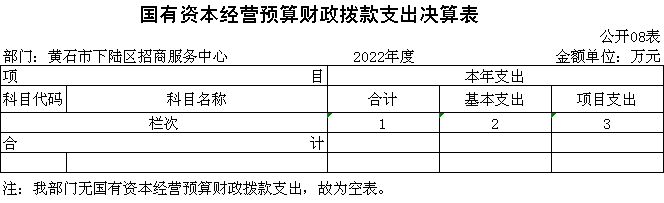 国有资本经营预算财政拨款支出决算表
公开08表
部门：黄石市下陆区招商服务中心 2022年度 金额单位：万元
项 目 本年支出
科目代码 科目名称 合计 基本支出 项目支出
栏次 1 2 3
合 计
注：我部门无国有资本经营预算财政拨款支出，故为空表。